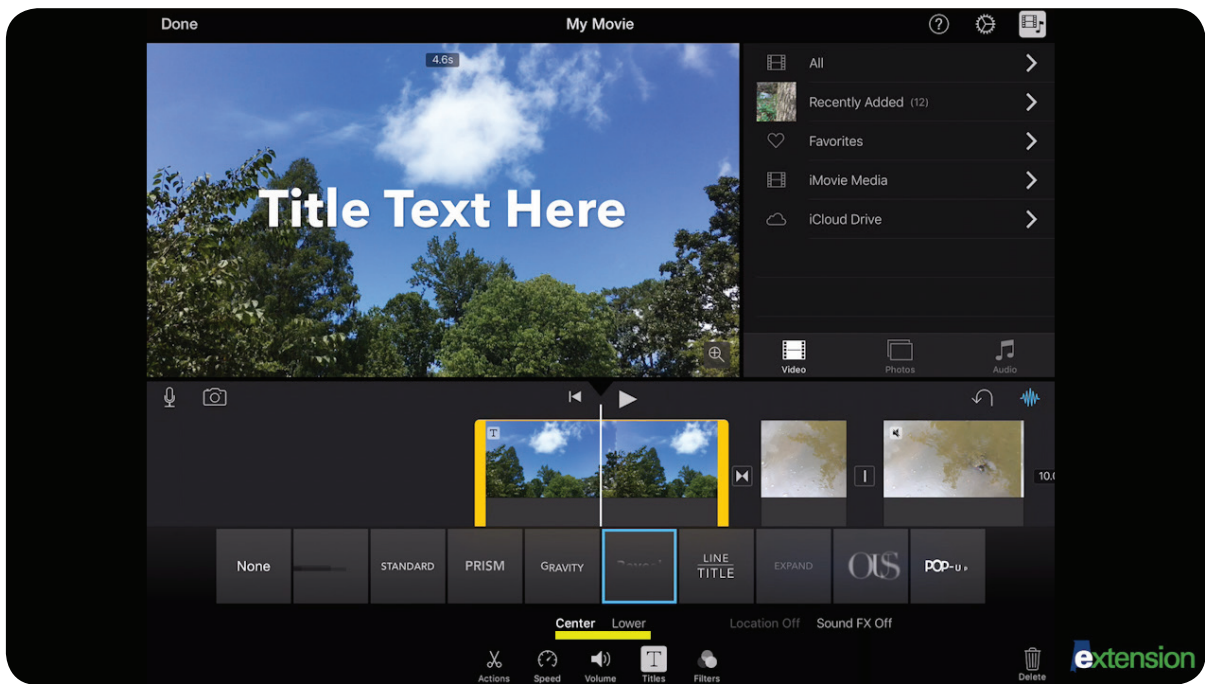 Done
My Movie
?
4.6s
Title Text Here
All
Recently Added (12)
Favorites
iMovie Media
iCloud Drive
Video
Photos
Audio
T
10.0
None
STANDARD
PRISM
GRAVITY
LINE
TITLE
EXPAND
POP-UP
Center
Lower
Location Off
Sound FX Off
T
Actions
Speed
Volume
Titles
Filters
Delete
extension